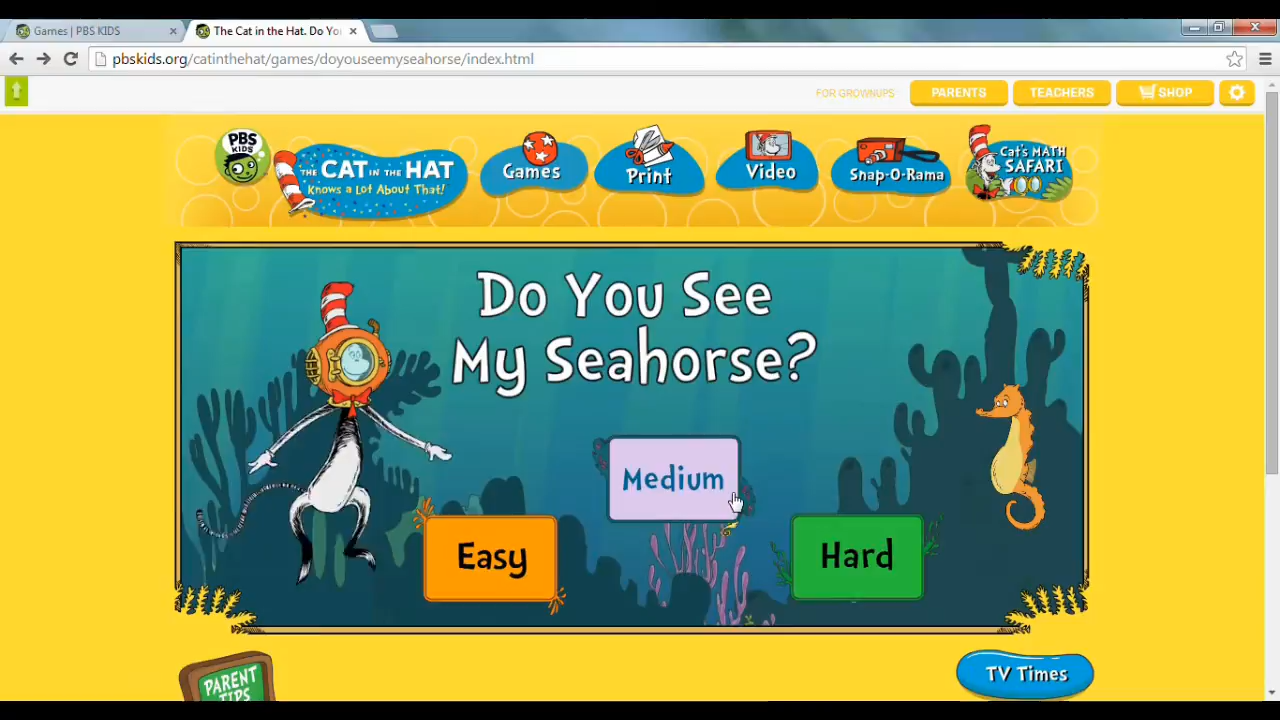 Games | PBS KIDS
The Cat in the Hat. Do Yo
pbskids.org/catinthehat/games/doyouseemyseahorse/index.html
FOR GROWNUPS PARENTS TEACHERS SHOP
PBS KIDS
THE CAT IN THE HAT
Knows a Lot About That!
Games
Print
Video
Snap-O-Rama
Cat's MATH
SAFARI
Do You See
My Seahorse?
Medium
Easy
Hard
PARENT
TIPS
TV Times